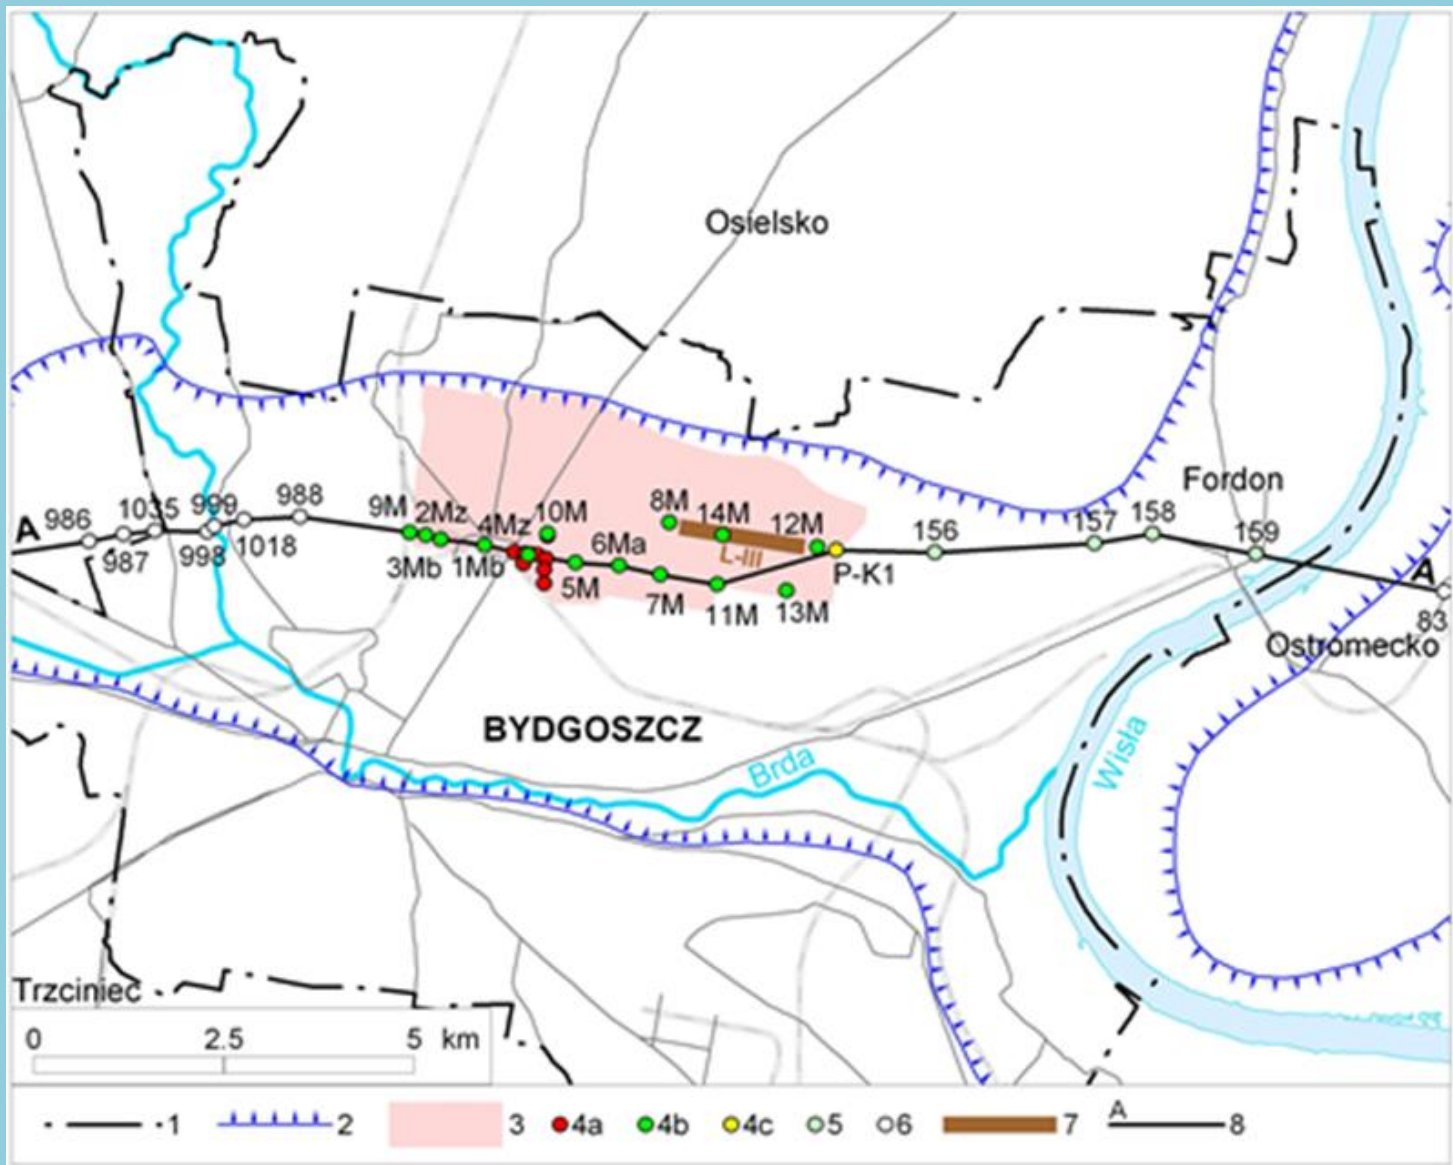 Osielsko
Fordon
986
1035
999
988
9M
2Mz
4Mz
10M
8M
14M
12M
156
157
158
159
A
987
998
1018
3Mb
1Mb
5M
6Ma
7M
11M
L-III
13M
P-K1
A
83
Ostromecko
BYDGOSZCZ
Brda
Wisła
Trzciniec
0 2.5 5 km
1 2 3 4a 4b 4c 5 6 7 A 8